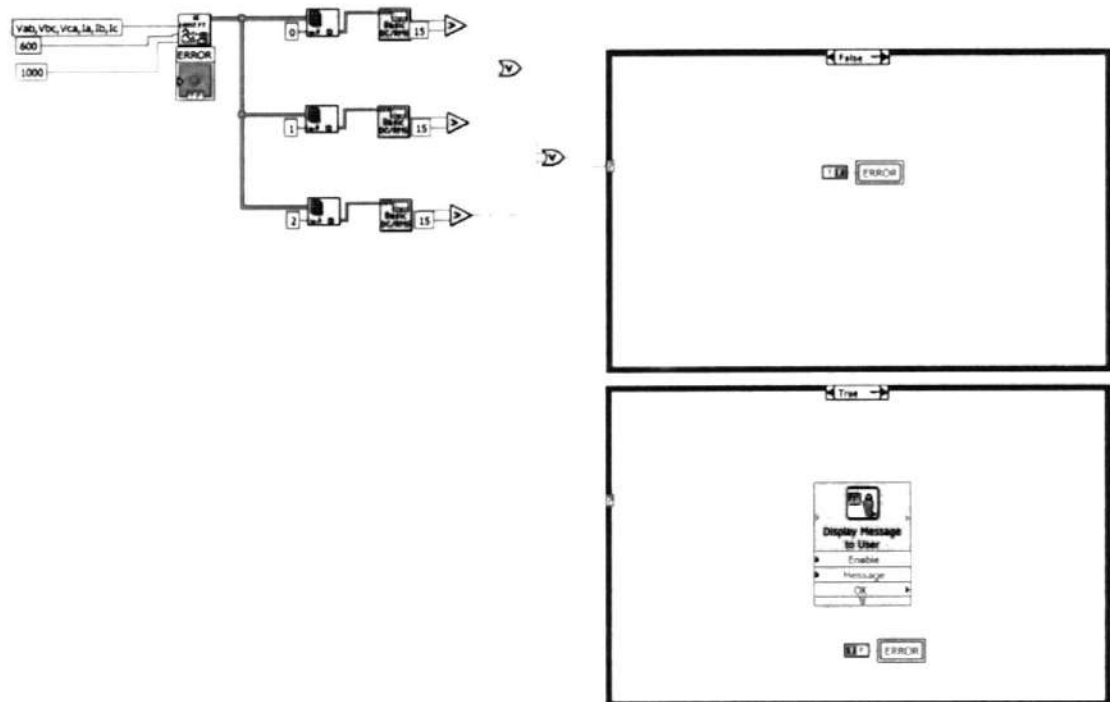 Vab,Vbc,Vca,Ia,Ib,Ic
600
1000
ERROR
0
15
1
15
2
15
False
ERROR
True
Display Message
to User
Enable
Message
OK
ERROR